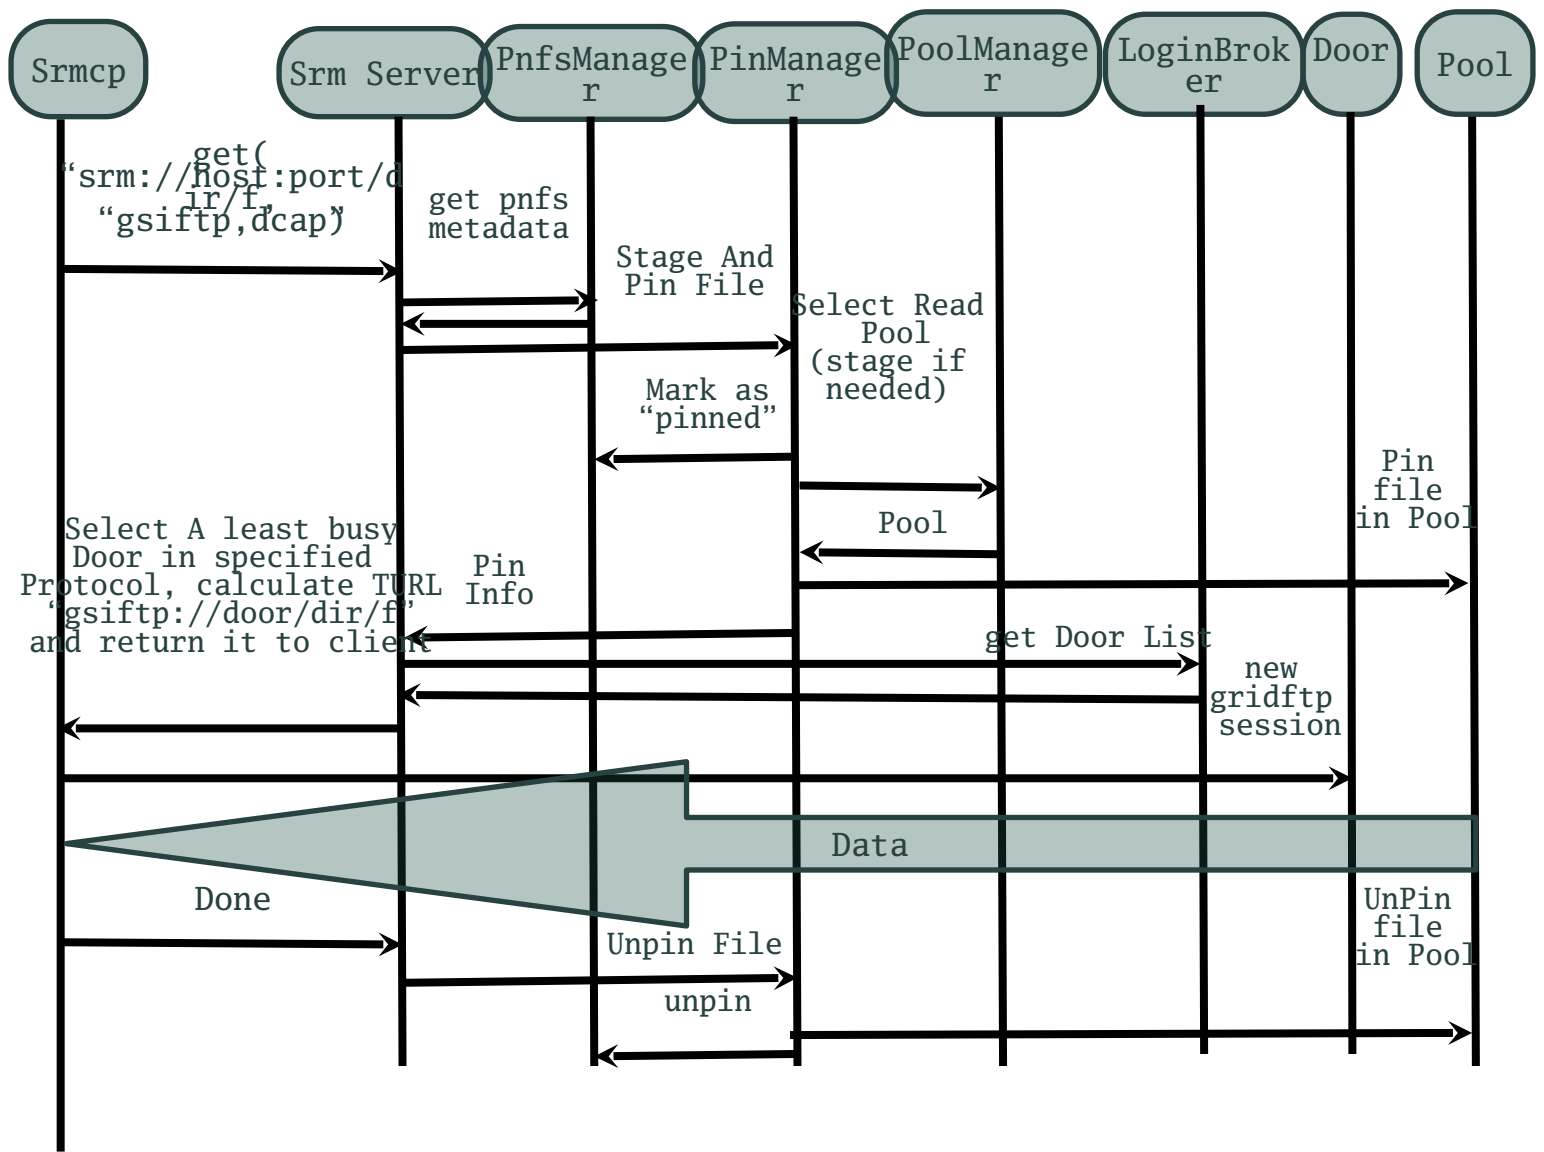 Srmcp
Srm Server
PnfsManage
r
PinManage
r
PoolManage
r
LoginBrok
er
Door
Pool
get(
“srm://host:port/d
ir/f,    ”
“gsiftp,dcap)
get pnfs
metadata
Stage And
Pin File
Select Read
Pool
(stage if
needed)
Mark as
“pinned”
Pin
file
in Pool
Pool
Select A least busy
Door in specified
Protocol, calculate TURL
“gsiftp://door/dir/f”
and return it to client
Pin
Info
get Door List
new
gridftp
session
Data
Done
UnPin
file
in Pool
Unpin File
unpin